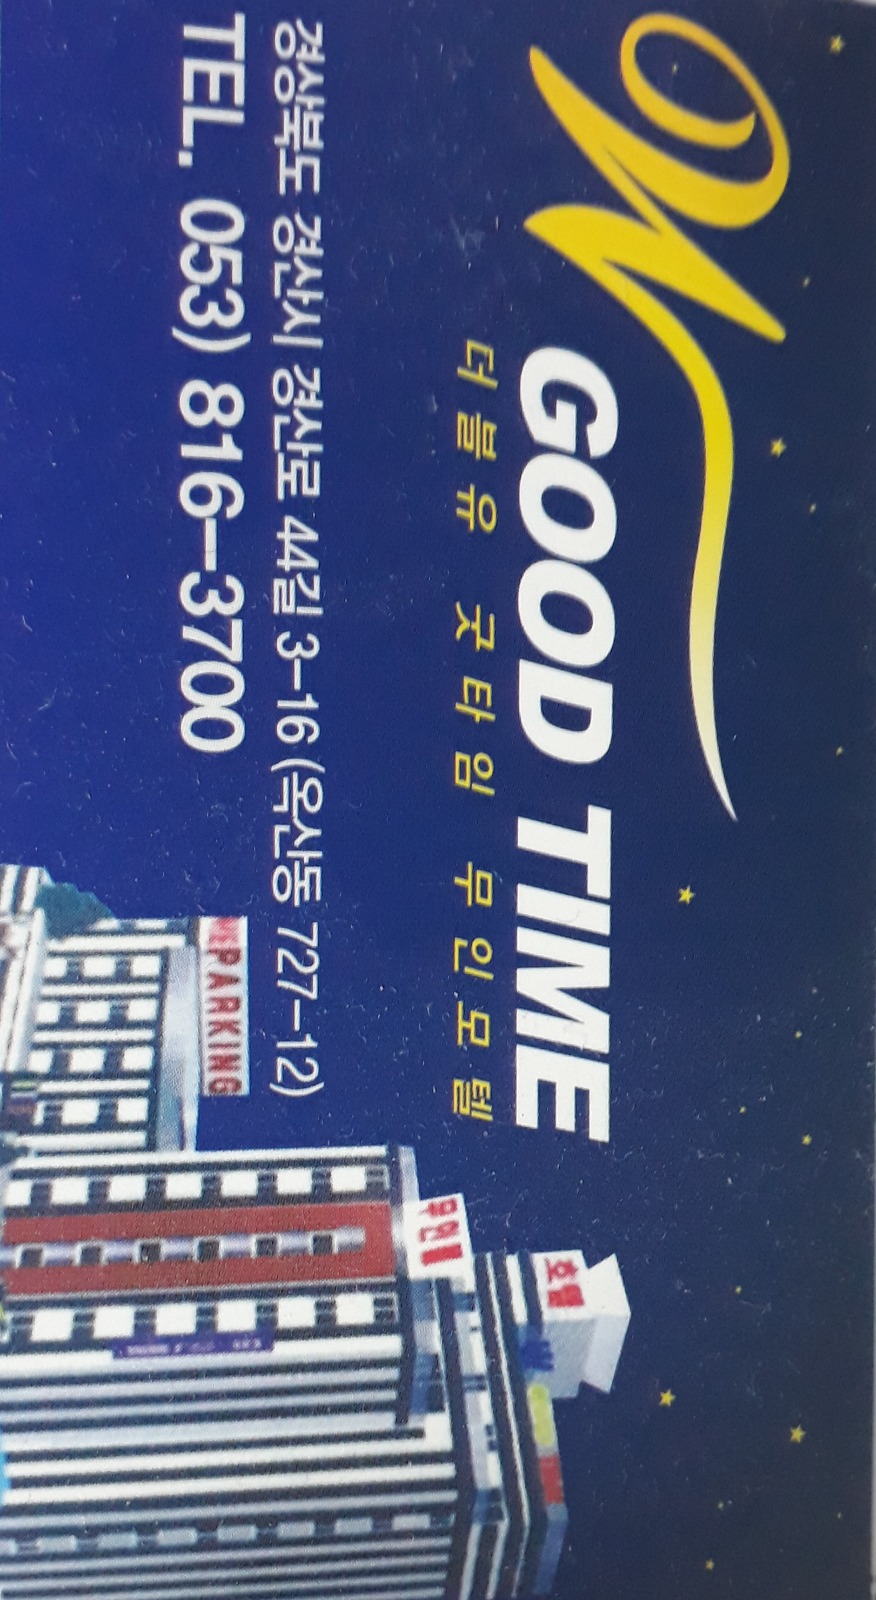 W
GOOD TIME
더블유 굿타임 무인모텔
경상북도 경산시 경산로 44길 3-16 (옥산동 727-12)
TEL. 053) 816-3700
PARKING
무인텔
호텔
W